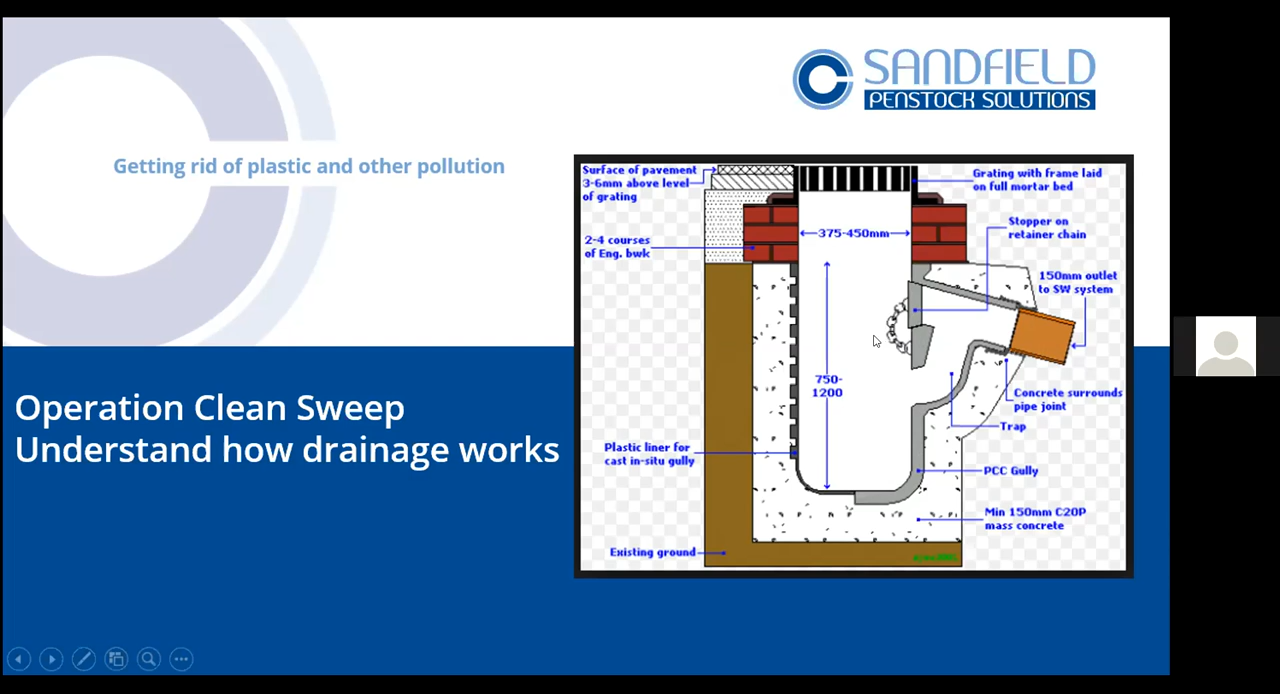 SANDFIELD
PENSTOCK SOLUTIONS
Getting rid of plastic and other pollution
Operation Clean Sweep
Understand how drainage works
Surface of pavement
3-6mm above level
of grating
Grating with frame laid
on full mortar bed
Stopper on
retainer chain
2-4 courses
of Eng. bwk
375-450mm
150mm outlet
to SW system
750-
1200
Concrete surrounds
pipe joint
Trap
Plastic liner for
cast in-situ gully
PCC Gully
Min 150mm C20P
mass concrete
Existing ground